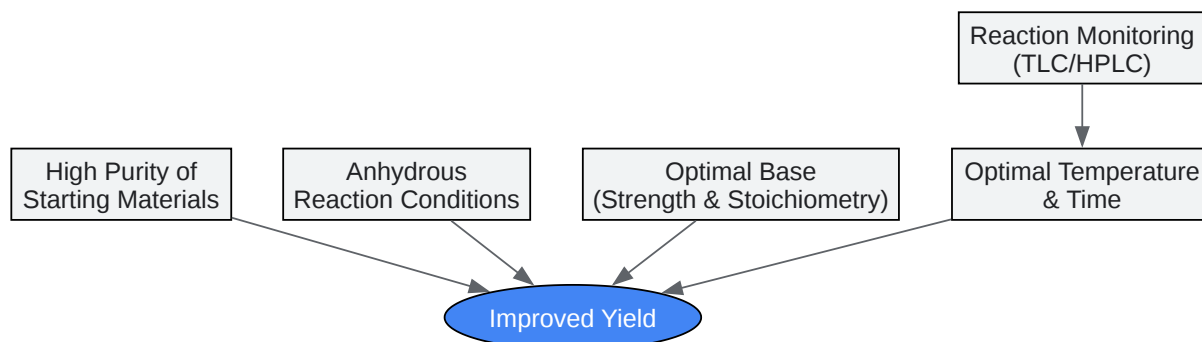 Reaction Monitoring
(TLC/HPLC)
High Purity of
Starting Materials
Anhydrous
Reaction Conditions
Optimal Base
(Strength & Stoichiometry)
Optimal Temperature
& Time
Improved Yield